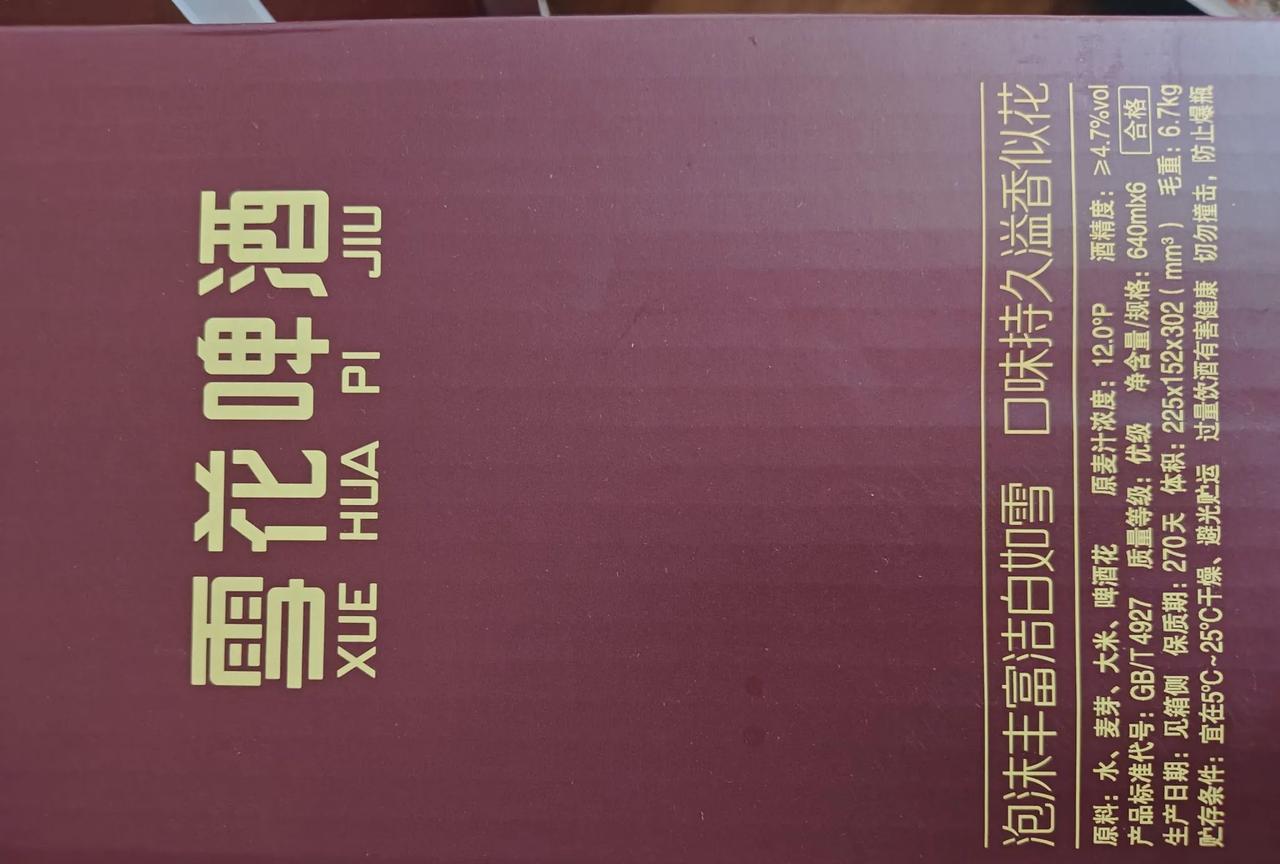 雪花啤酒
XUE HUA PI JIU
泡沫丰富洁白如雪 口味持久溢香似花
原料：水、麦芽、大米、啤酒花 原麦汁浓度：12.0°P 酒精度：≥4.7%vol
产品标准代号：GB/T4927 质量等级：优级 净含量/规格：640mlx6 合格
生产日期：见箱侧 保质期：270天 体积：225x152x302（mm³） 毛重：6.7kg
贮存条件：宜在5℃~25℃干燥、避光贮运 过量饮酒有害健康 切勿撞击，防止爆瓶